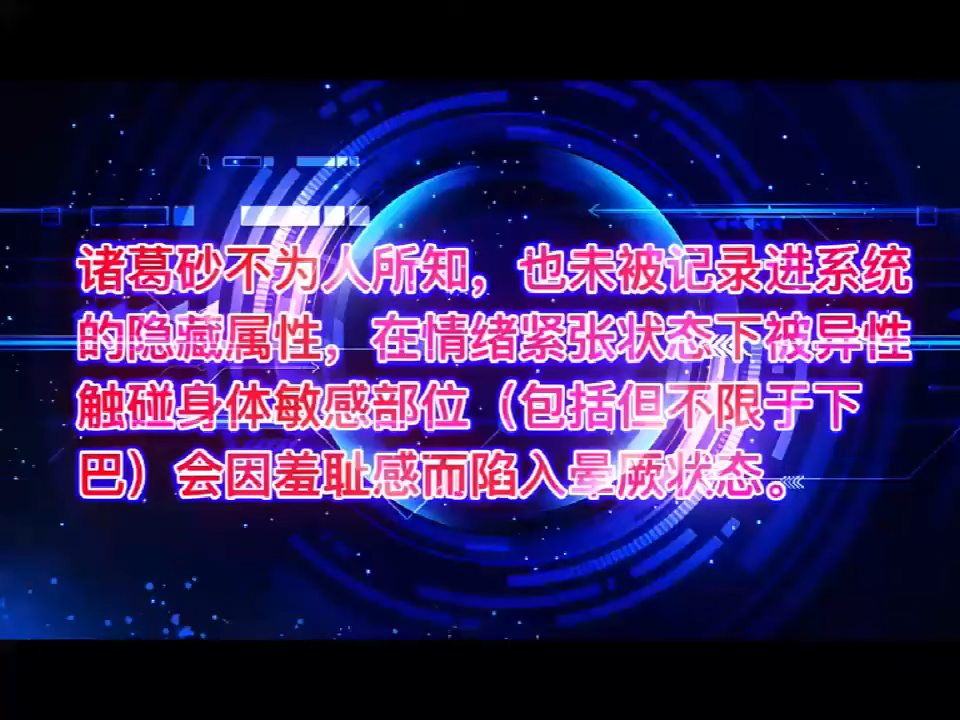 诸葛砂不为人所知，也未被记录进系统
的隐藏属性，在情绪紧张状态下被异性
触碰身体敏感部位（包括但不限于下
巴）会因羞耻感而陷入晕厥状态。